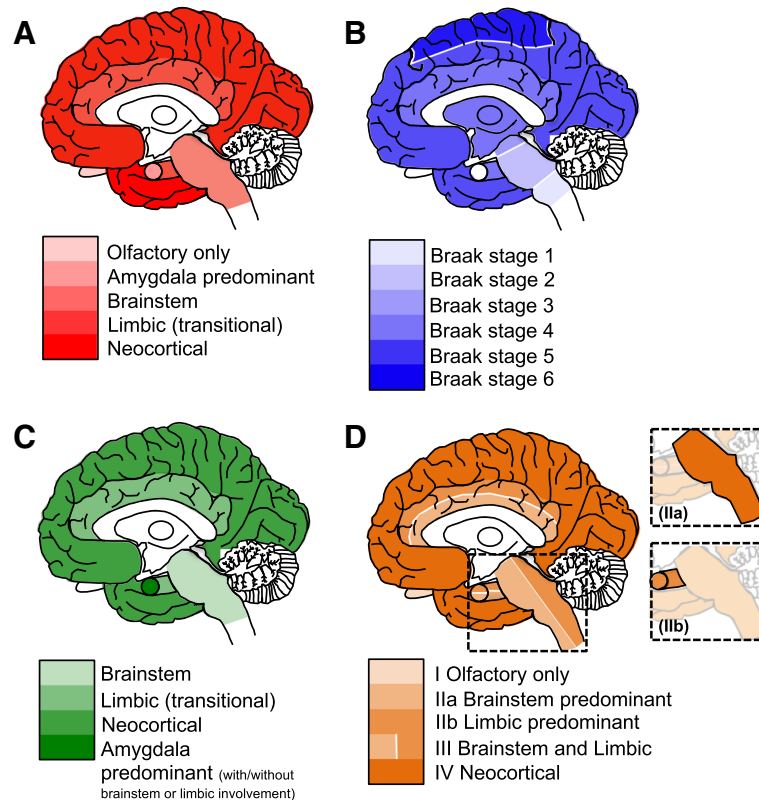 A
Olfactory only
Amygdala predominant
Brainstem
Limbic (transitional)
Neocortical
B
Braak stage 1
Braak stage 2
Braak stage 3
Braak stage 4
Braak stage 5
Braak stage 6
C
Brainstem
Limbic (transitional)
Neocortical
Amygdala
predominant (with/without
brainstem or limbic involvement)
D
(IIa)
(IIb)
I Olfactory only
IIa Brainstem predominant
IIb Limbic predominant
III Brainstem and Limbic
IV Neocortical